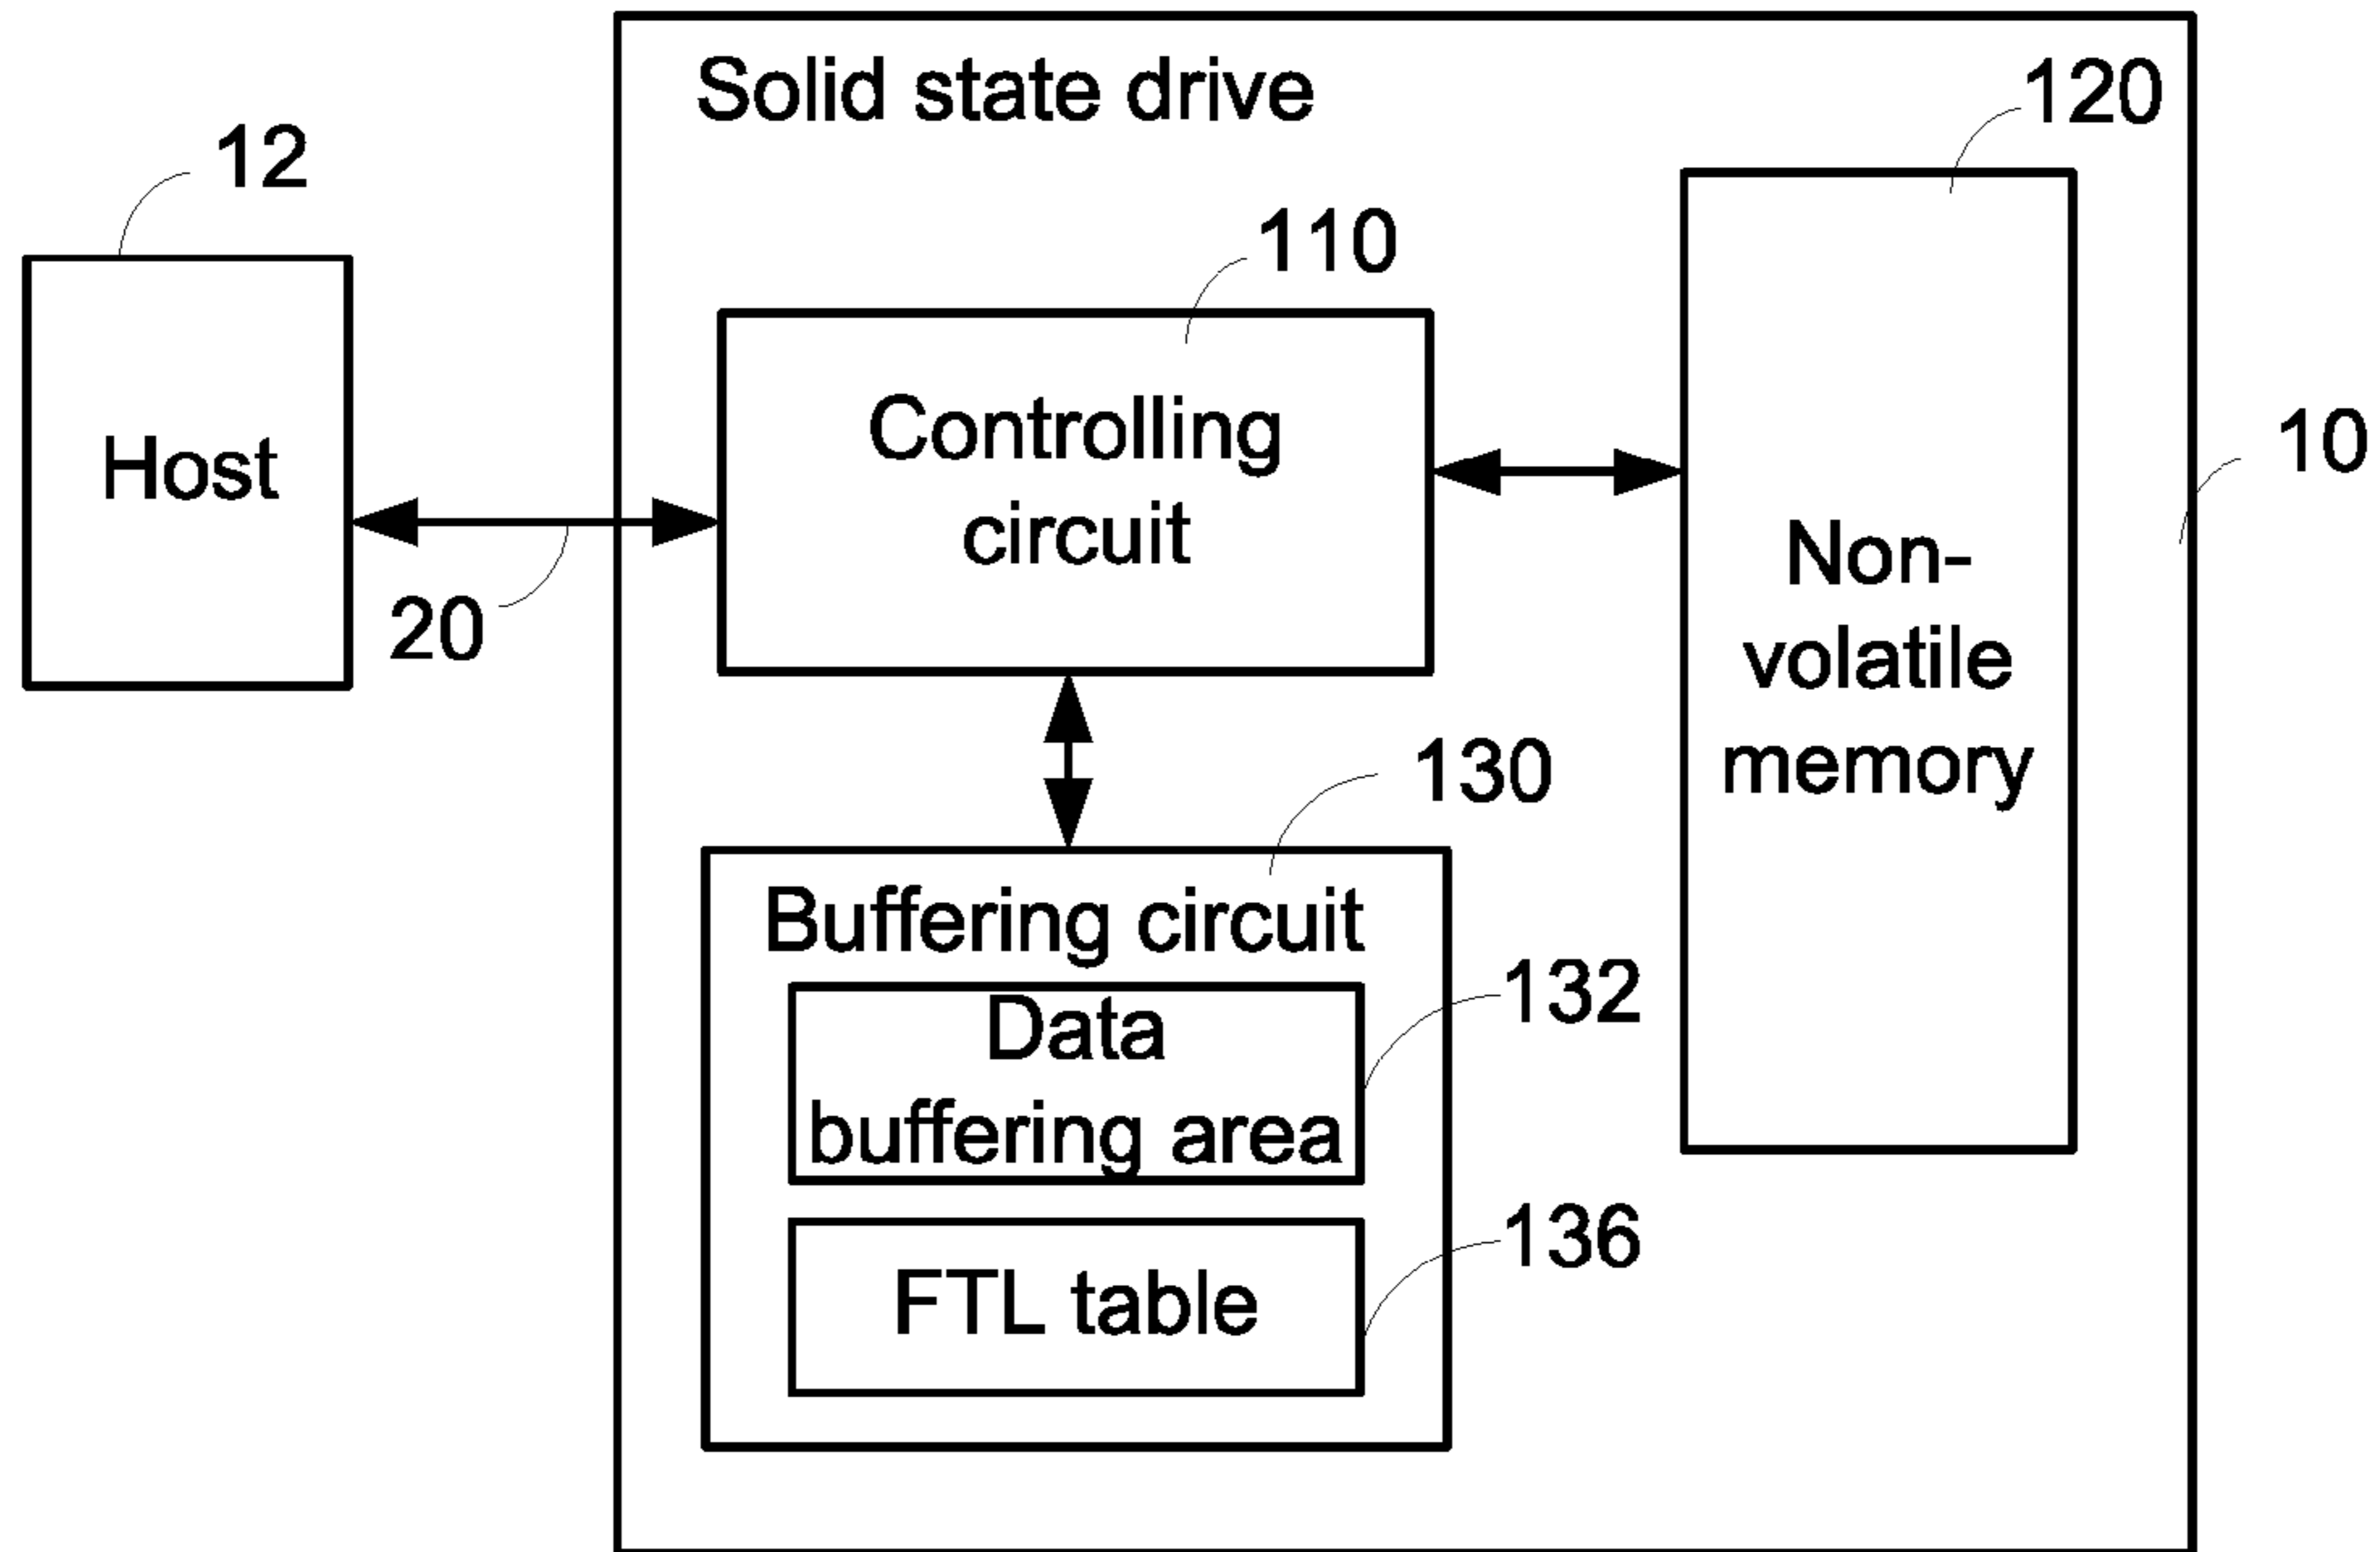 Solid state drive
120
12
110
Host
Controlling
circuit
10
20
Non-
volatile
memory
130
Buffering circuit
Data
buffering area
132
FTL table
136